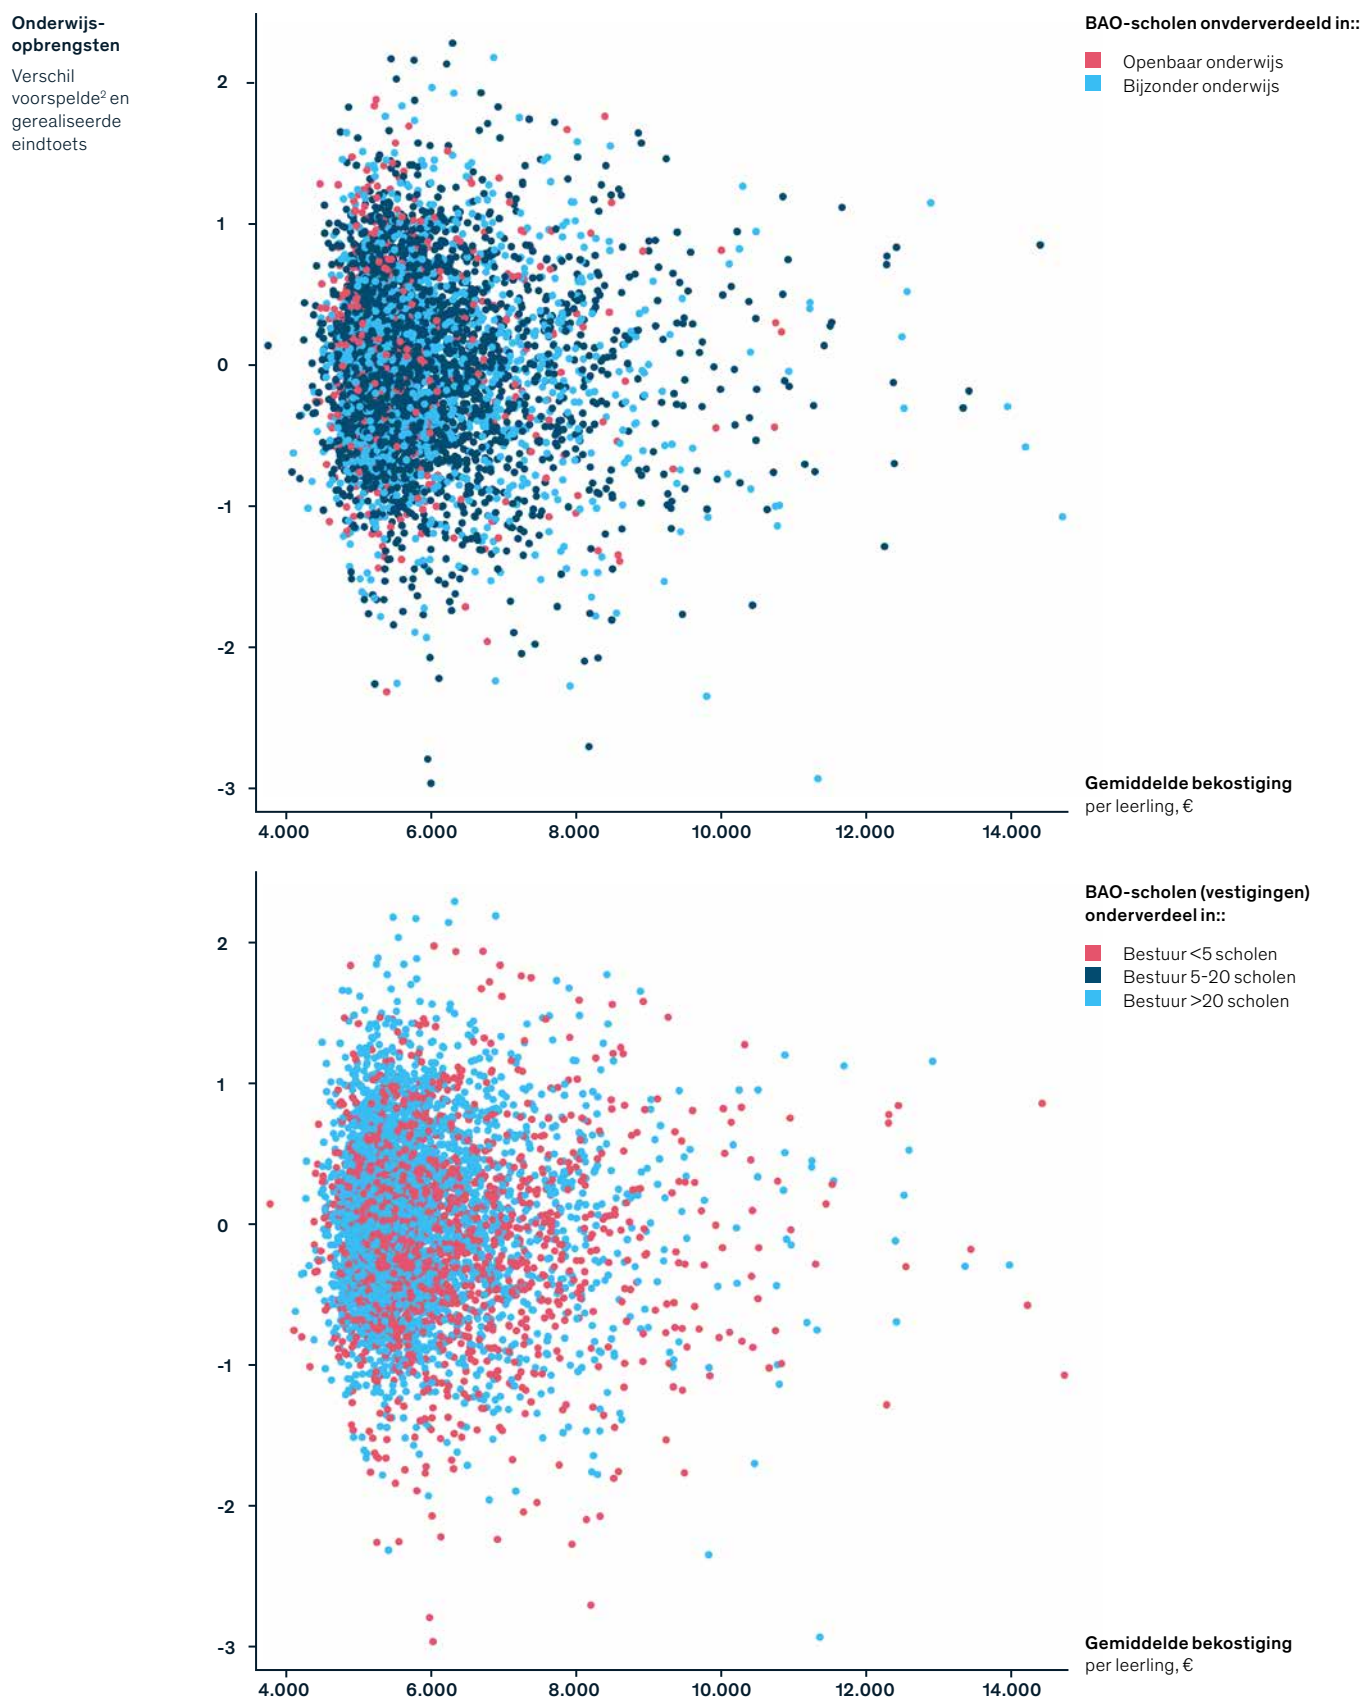 Onderwijs-
opbrengsten
Verschil
voorspelde² en
gerealiseerde
eindtoets
2
1
0
-1
-2
-3
4.000 6.000 8.000 10.000 12.000 14.000
BAO-scholen onvderverdeeld in::
Openbaar onderwijs
Bijzonder onderwijs
Gemiddelde bekostiging
per leerling, €
2
1
0
-1
-2
-3
4.000 6.000 8.000 10.000 12.000 14.000
BAO-scholen (vestigingen)
onderverdeel in::
Bestuur <5 scholen
Bestuur 5-20 scholen
Bestuur >20 scholen
Gemiddelde bekostiging
per leerling, €